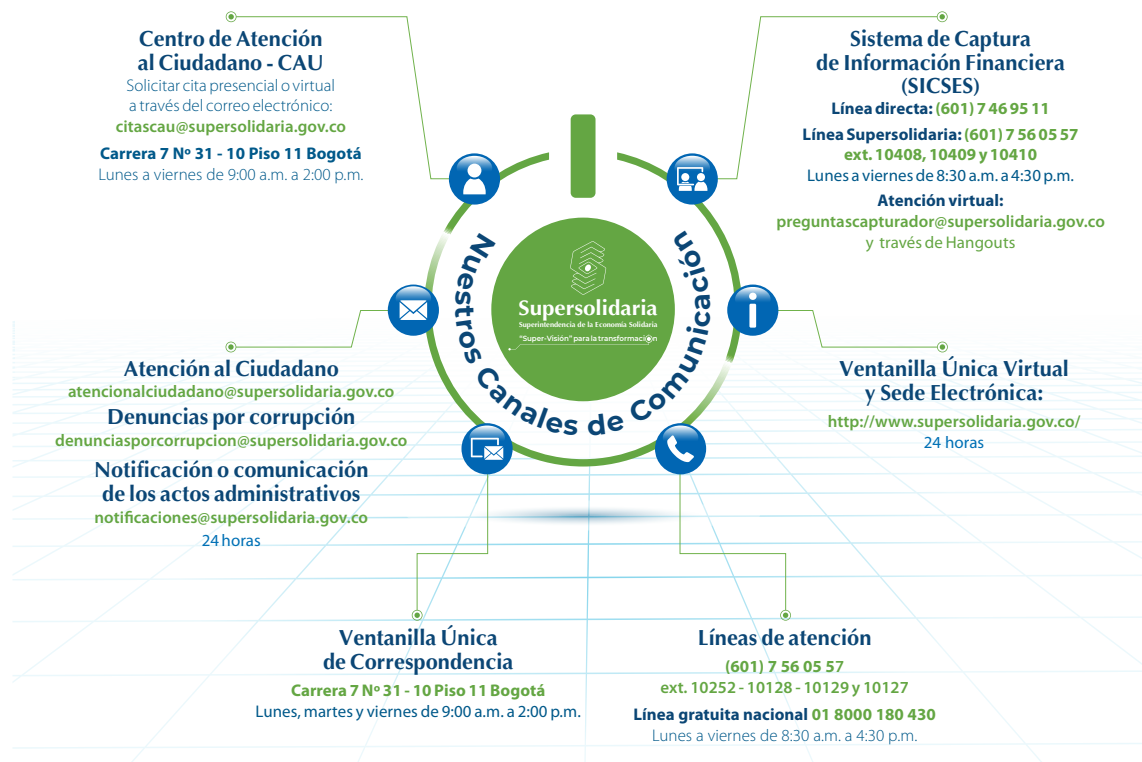 Centro de Atención
al Ciudadano - CAU
Solicitar cita presencial o virtual
a través del correo electrónico:
citascau@supersolidaria.gov.co
Carrera 7 Nº 31 - 10 Piso 11 Bogotá
Lunes a viernes de 9:00 a.m. a 2:00 p.m.
Sistema de Captura
de Información Financiera
(SICSES)
Línea directa: (601) 7 46 95 11
Línea Supersolidaria: (601) 7 56 05 57
ext. 10408, 10409 y 10410
Lunes a viernes de 8:30 a.m. a 4:30 p.m.
Atención virtual:
preguntascapturador@supersolidaria.gov.co
y través de Hangouts
Nuestros Canales de Comunicación
Supersolidaria
Superintendencia de la Economía Solidaria
"Super-Visión" para la transformación
Atención al Ciudadano
atencionalciudadano@supersolidaria.gov.co
Denuncias por corrupción
denunciasporcorrupcion@supersolidaria.gov.co
Notificación o comunicación
de los actos administrativos
notificaciones@supersolidaria.gov.co
24 horas
Ventanilla Única Virtual
y Sede Electrónica:
http://www.supersolidaria.gov.co/
24 horas
Ventanilla Única
de Correspondencia
Carrera 7 Nº 31 - 10 Piso 11 Bogotá
Lunes, martes y viernes de 9:00 a.m. a 2:00 p.m.
Líneas de atención
(601) 7 56 05 57
ext. 10252 - 10128 - 10129 y 10127
Línea gratuita nacional 01 8000 180 430
Lunes a viernes de 8:30 a.m. a 4:30 p.m.